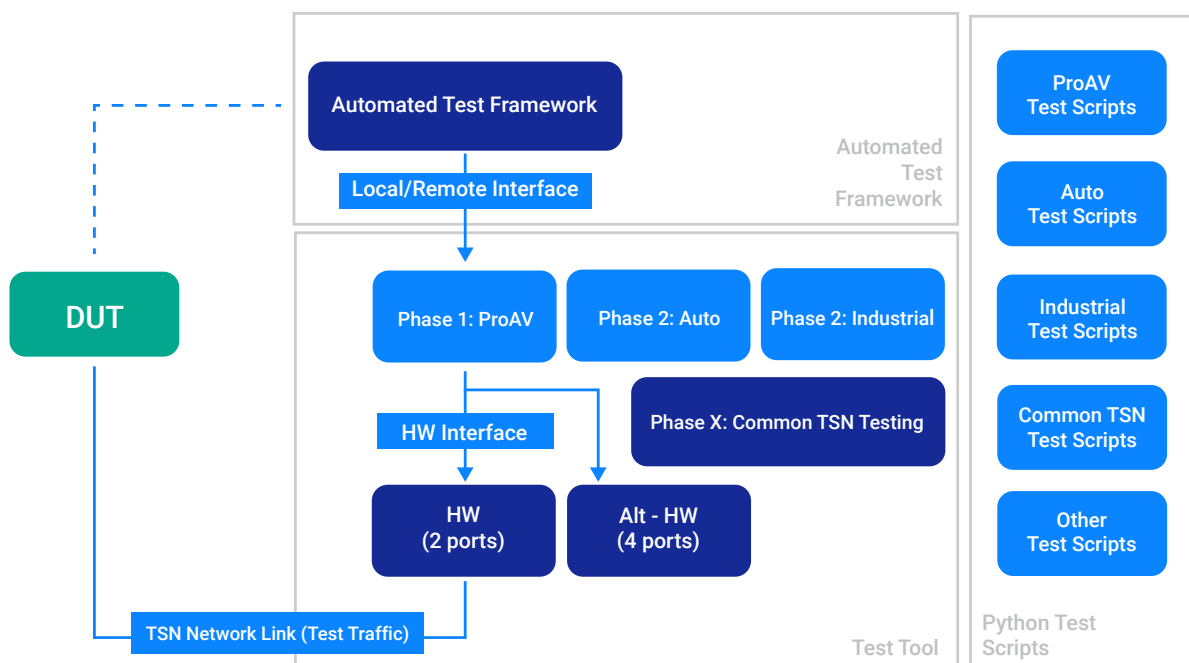 Automated Test Framework
Automated
Test
Framework
Local/Remote Interface
DUT
Phase 1: ProAV
Phase 2: Auto
Phase 2: Industrial
Phase X: Common TSN Testing
HW Interface
HW
(2 ports)
Alt - HW
(4 ports)
TSN Network Link (Test Traffic)
Test Tool
ProAV
Test Scripts
Auto
Test Scripts
Industrial
Test Scripts
Common TSN
Test Scripts
Other
Test Scripts
Python Test
Scripts